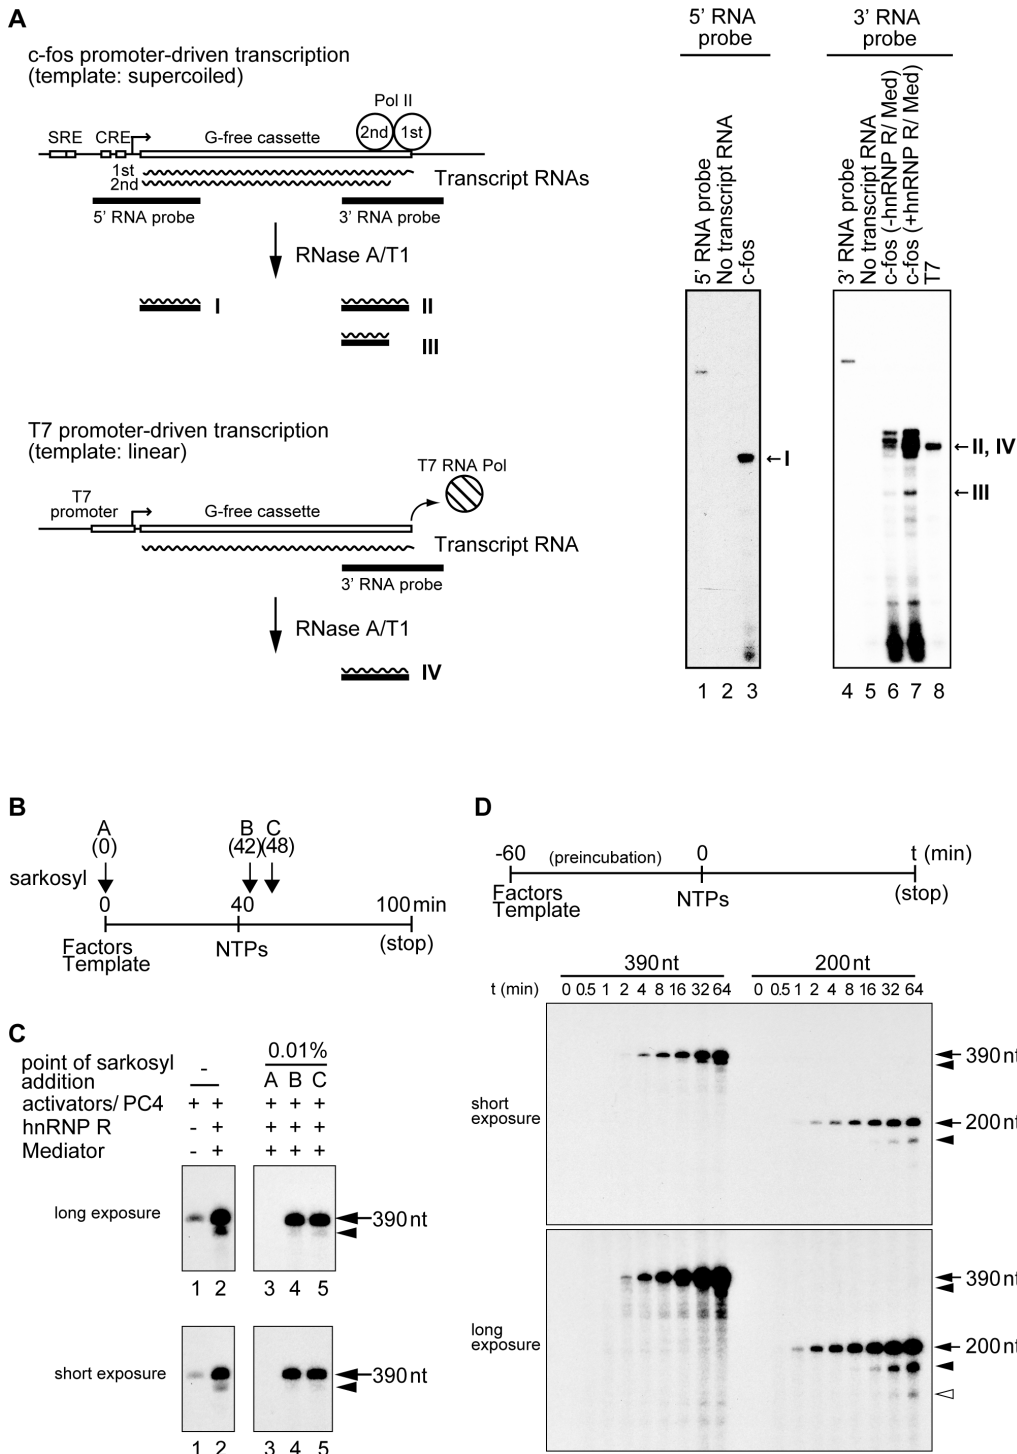 A
c-fos promoter-driven transcription
(template: supercoiled)
Pol II
2nd 1st
SRE CRE G-free cassette
1st
2nd
Transcript RNAs
5' RNA probe 3' RNA probe
RNase A/T1
I II
III
T7 promoter-driven transcription
(template: linear)
T7 RNA Pol
T7
promoter
G-free cassette
Transcript RNA
3' RNA probe
RNase A/T1
IV
5' RNA
probe
3' RNA
probe
5' RNA probe
No transcript RNA
c-fos
3' RNA probe
No transcript RNA
c-fos (-hnRNP R/ Med)
c-fos (+hnRNP R/ Med)
T7
←I
←II, IV
←III
1 2 3
4 5 6 7 8
B
A B C
(0) (42) (48)
sarkosyl
0 40 100 min
Factors
Template
NTPs
(stop)
C
point of sarkosyl
addition
- 0.01%
A B C
activators/ PC4 + + + + +
hnRNP R - + + + +
Mediator - + + + +
long exposure
390 nt
1 2 3 4 5
short exposure
390 nt
1 2 3 4 5
D
-60 (preincubation) 0 t (min)
Factors
Template
NTPs
(stop)
390 nt 200 nt
t (min) 0 0.5 1 2 4 8 16 32 64 0 0.5 1 2 4 8 16 32 64
short
exposure
390 nt
200 nt
long
exposure
390 nt
200 nt